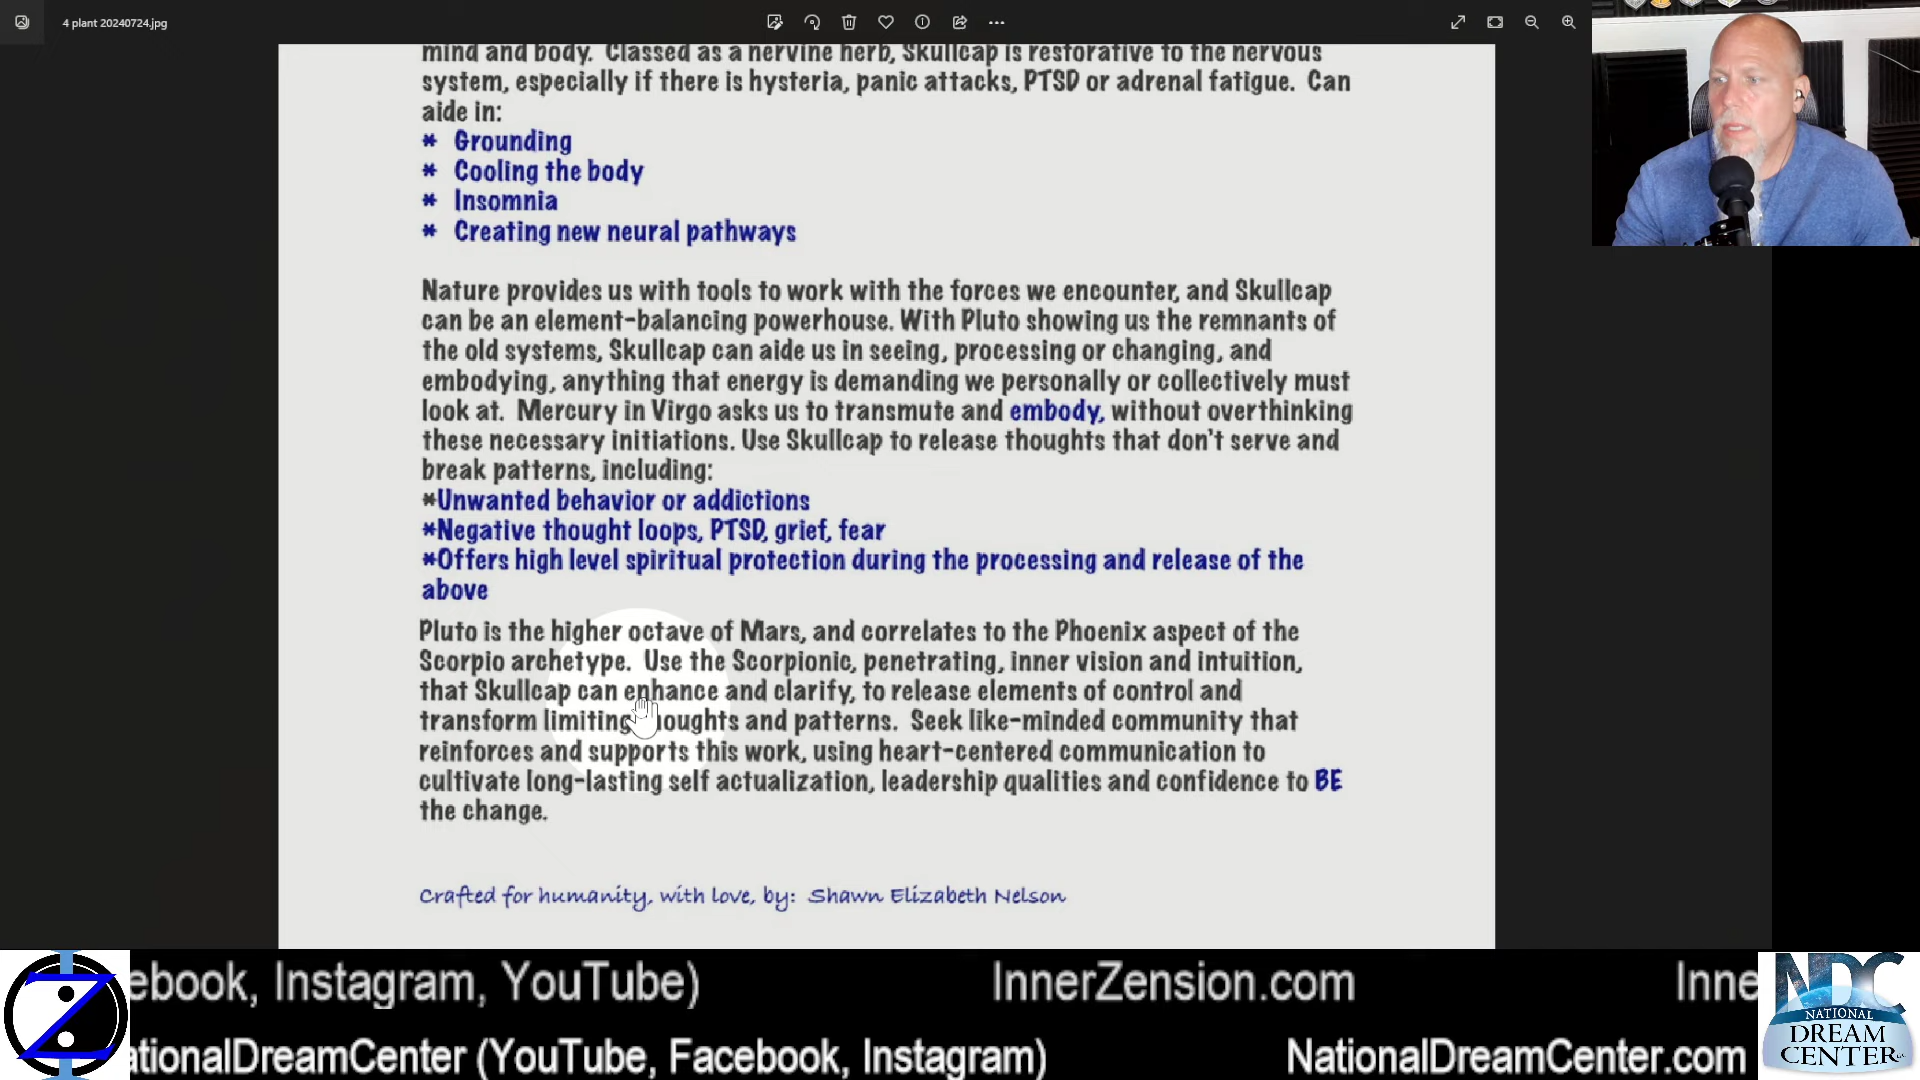 4 plant 20240724.jpg
mind and body.  Classed as a nervine herb, Skullcap is restorative to the nervous
system, especially if there is hysteria, panic attacks, PTSD or adrenal fatigue.  Can
aide in:
*  Grounding
*  Cooling the body
*  Insomnia
*  Creating new neural pathways
Nature provides us with tools to work with the forces we encounter, and Skullcap
can be an element-balancing powerhouse. With Pluto showing us the remnants of
the old systems, Skullcap can aide us in seeing, processing or changing, and
embodying, anything that energy is demanding we personally or collectively must
look at.  Mercury in Virgo asks us to transmute and embody, without overthinking
these necessary initiations. Use Skullcap to release thoughts that don't serve and
break patterns, including:
*Unwanted behavior or addictions
*Negative thought loops, PTSD, grief, fear
*Offers high level spiritual protection during the processing and release of the
above
Pluto is the higher octave of Mars, and correlates to the Phoenix aspect of the
Scorpio archetype.  Use the Scorpionic, penetrating, inner vision and intuition,
that Skullcap can enhance and clarify, to release elements of control and
transform limiting thoughts and patterns.  Seek like-minded community that
reinforces and supports this work, using heart-centered communication to
cultivate long-lasting self actualization, leadership qualities and confidence to BE
the change.
Crafted for humanity, with love, by:  Shawn Elizabeth Nelson
ebook, Instagram, YouTube) InnerZension.com Inne
ationalDreamCenter (YouTube, Facebook, Instagram) NationalDreamCenter.com
Z
NDC
NATIONAL
DREAM
CENTER